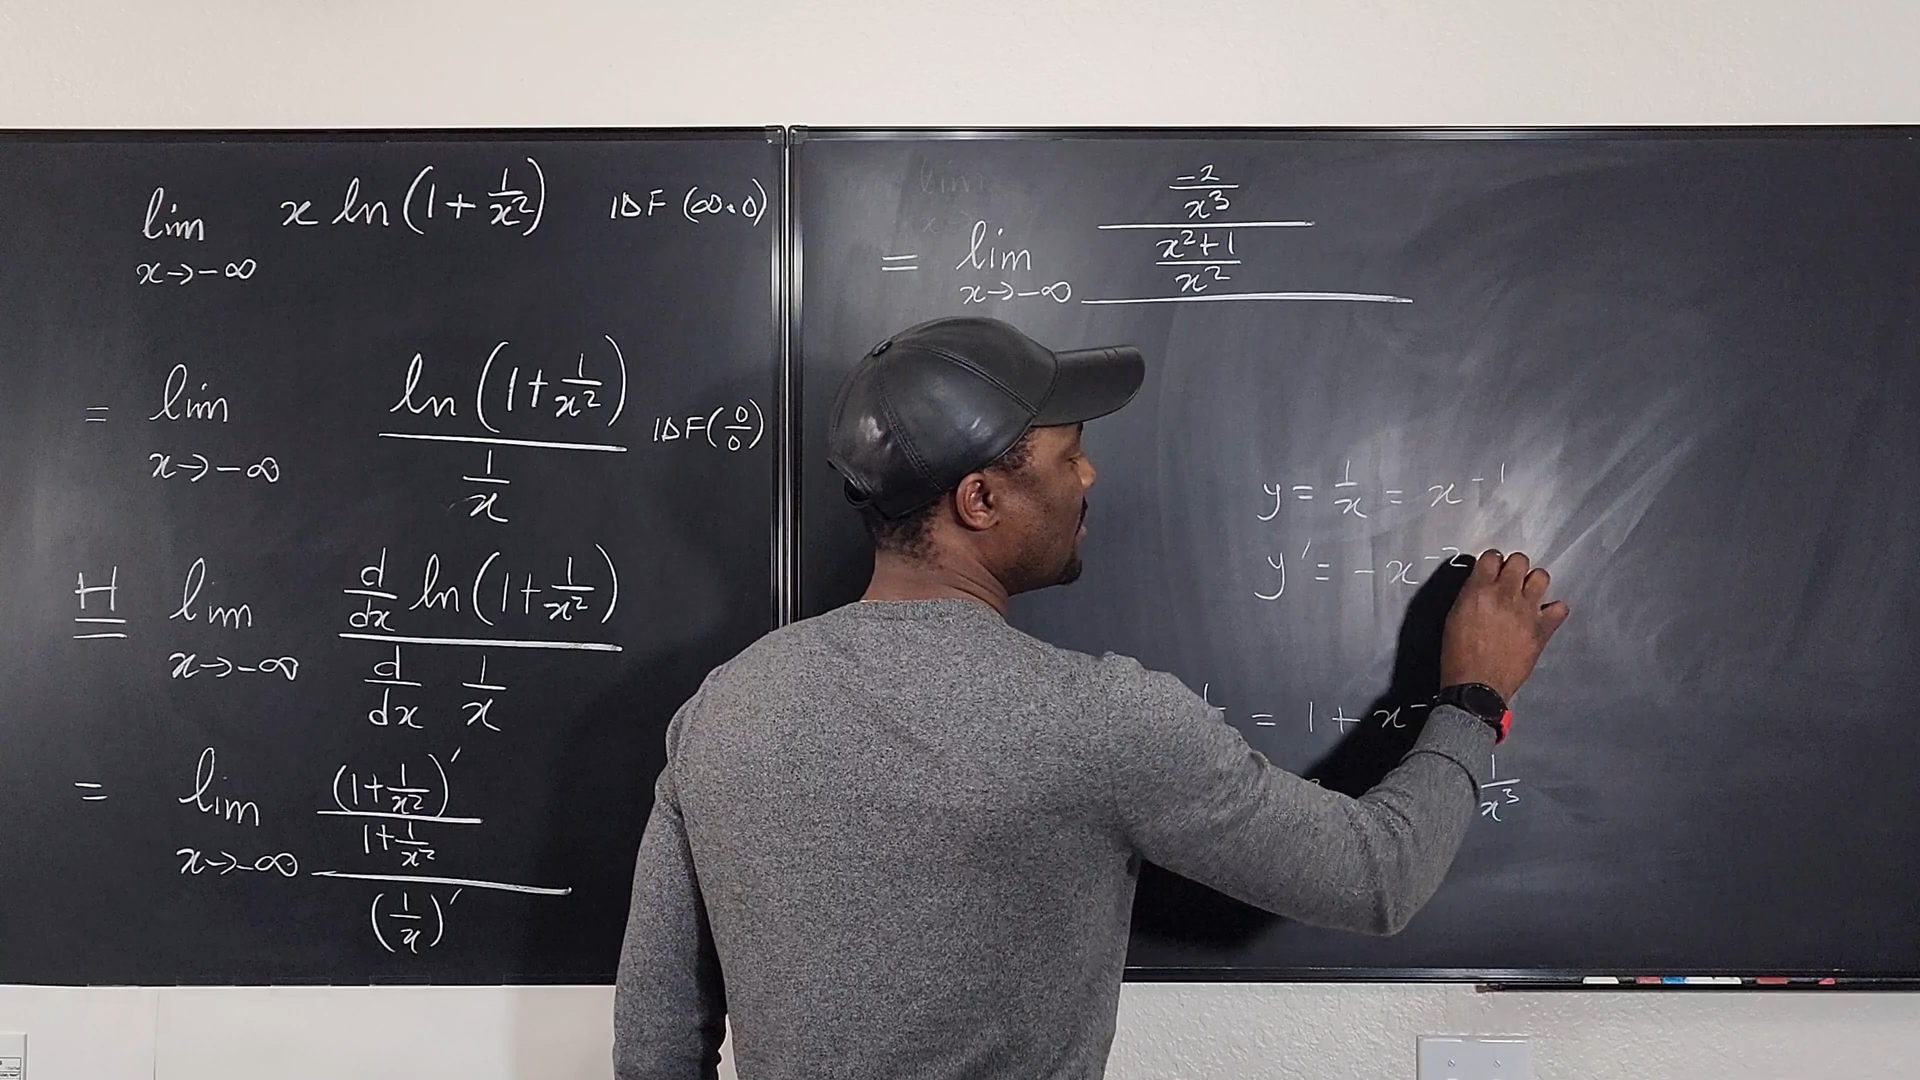 lim x→-∞ x ln(1 + 1/x²) IDF (∞.0)
= lim x→-∞ ln(1 + 1/x²) / (1/x) IDF(0/0)
H lim x→-∞ d/dx ln(1 + 1/x²) / (d/dx 1/x)
= lim x→-∞ ((1 + 1/x²)′ / (1 + 1/x²)) / (1/x)′
= lim x→-∞ (-2/x³) / ((x²+1)/x²)
y = 1/x = x⁻¹
y′ = -x⁻²
= 1 + x⁻
1/x³